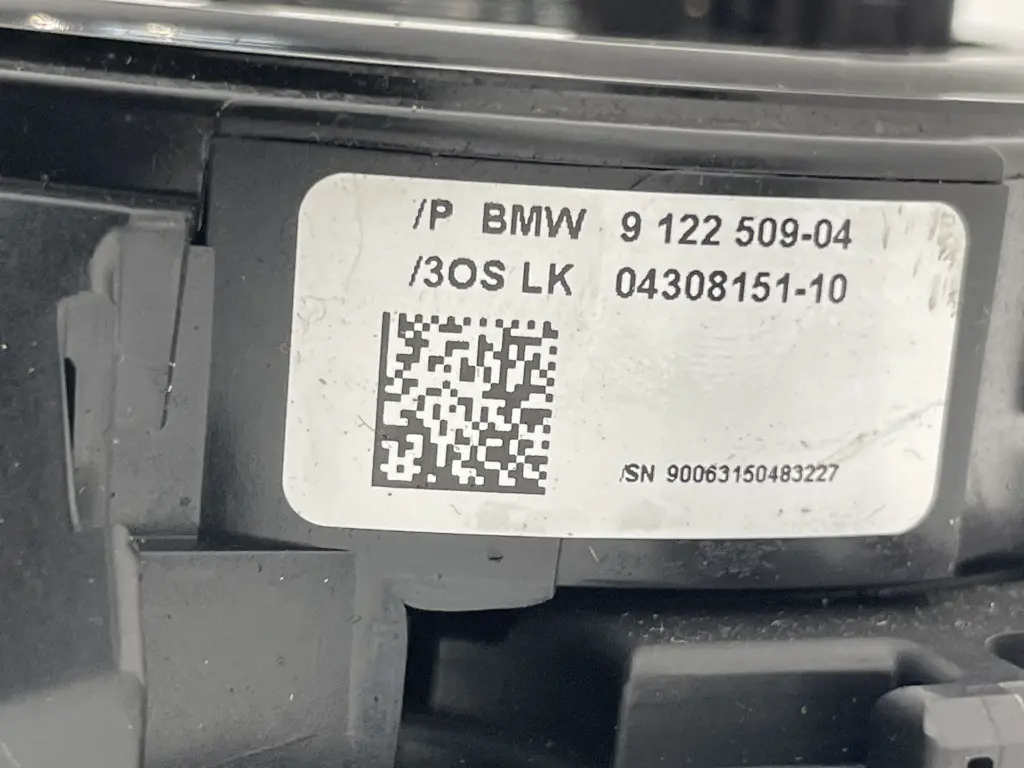 /P BMW 9 122 509-04
/3OS LK 04308151-10
/SN 90063150483227